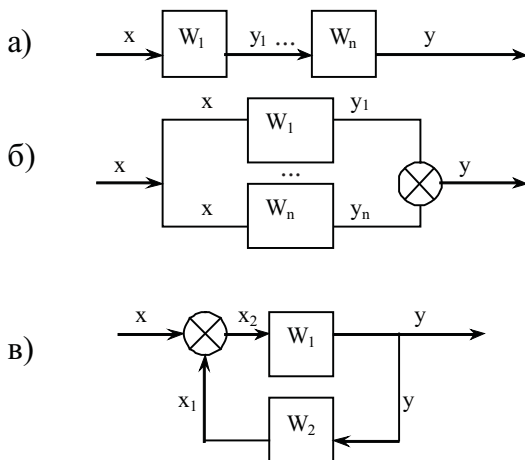 а) x W₁ y₁ ... Wₙ y
x W₁ y₁
б) x ... y
x Wₙ yₙ
в) x x₂ W₁ y
x₁ W₂ y